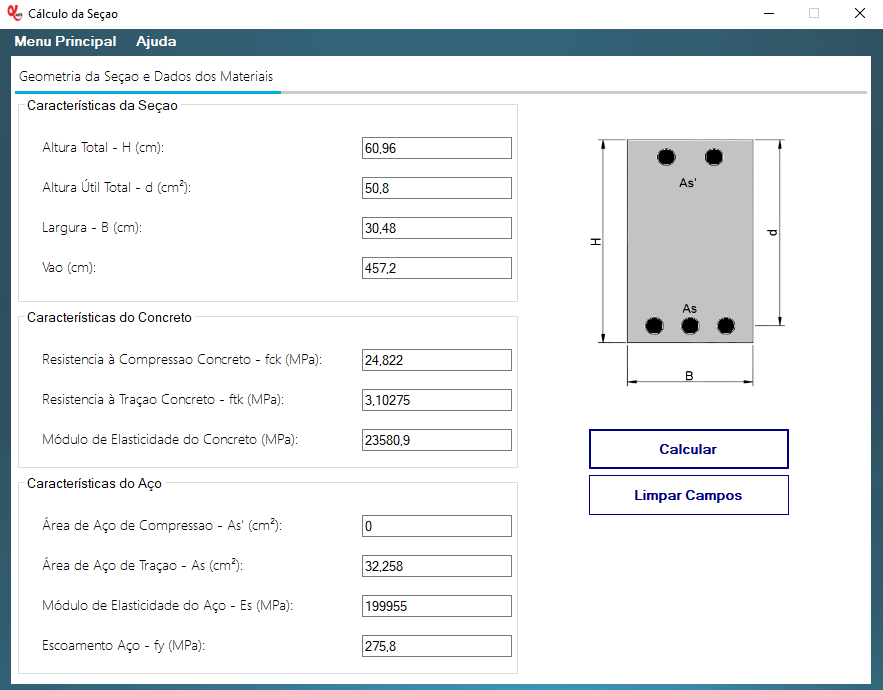 Cálculo da Seçao
Menu Principal Ajuda
Geometria da Seçao e Dados dos Materiais
Características da Seçao
Altura Total - H (cm): 60,96
Altura Útil Total - d (cm²): 50,8
Largura - B (cm): 30,48
Vao (cm): 457,2
Características do Concreto
Resistencia à Compressao Concreto - fck (MPa): 24,822
Resistencia à Traçao Concreto - ftk (MPa): 3,10275
Módulo de Elasticidade do Concreto (MPa): 23580,9
Características do Aço
Área de Aço de Compressao - As' (cm²): 0
Área de Aço de Traçao - As (cm²): 32,258
Módulo de Elasticidade do Aço - Es (MPa): 199955
Escoamento Aço - fy (MPa): 275,8
As'
H
d
As
B
Calcular
Limpar Campos